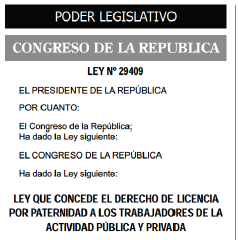 PODER LEGISLATIVO
CONGRESO DE LA REPUBLICA
LEY Nº 29409
EL PRESIDENTE DE LA REPÚBLICA
POR CUANTO:
El Congreso de la República;
Ha dado la Ley siguiente:
EL CONGRESO DE LA REPÚBLICA
Ha dado la Ley siguiente:
LEY QUE CONCEDE EL DERECHO DE LICENCIA
POR PATERNIDAD A LOS TRABAJADORES DE LA
ACTIVIDAD PÚBLICA Y PRIVADA